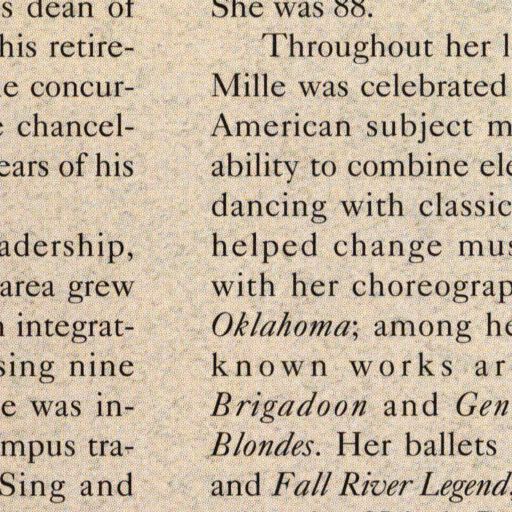 s dean of
his retire-
e concur-
chancel-
ears of his
adership,
area grew
integrat-
sing nine
e was in-
mpus tra-
Sing and
She was 88.
Throughout her l
Mille was celebrated
American subject m
ability to combine ele
dancing with classic
helped change mus
with her choreograp
Oklahoma; among he
known works ar
Brigadoon and Gen
Blondes. Her ballets
and Fall River Legend,